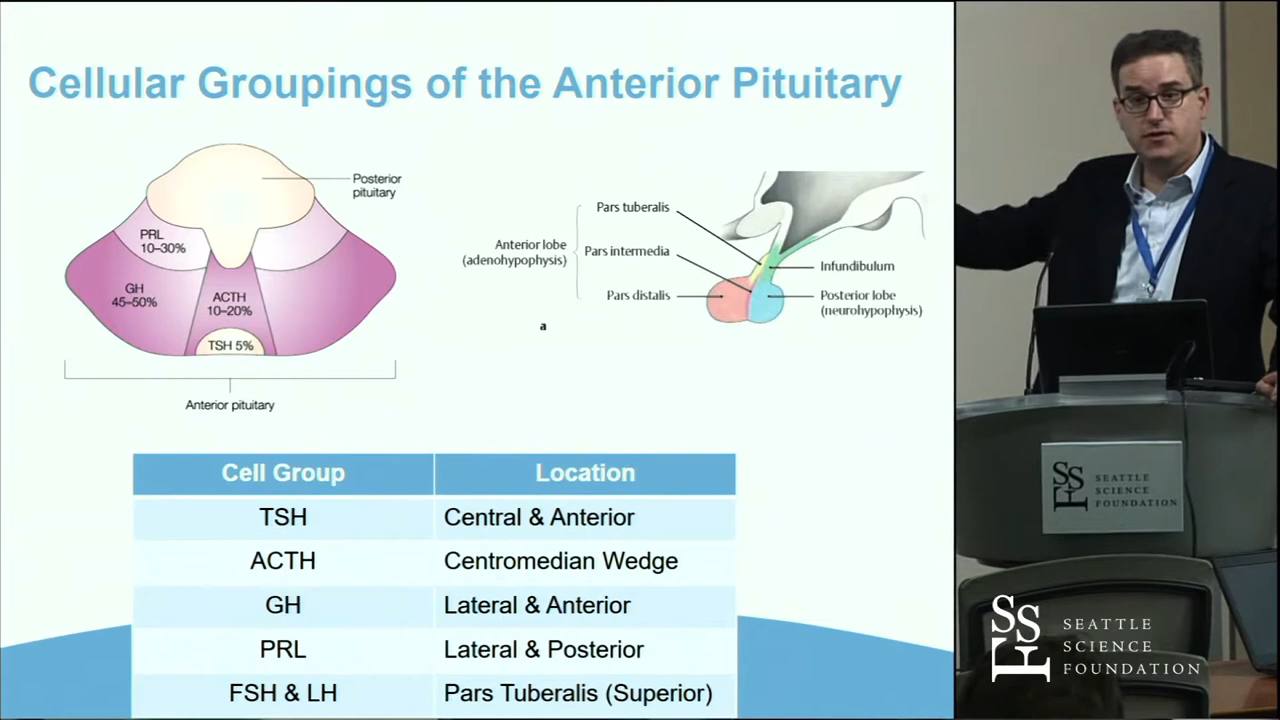 Cellular Groupings of the Anterior Pituitary
Posterior
pituitary
PRL
10–30%
GH
45–50%
ACTH
10–20%
TSH 5%
Anterior pituitary
Pars tuberalis
Anterior lobe
(adenohypophysis)
Pars intermedia
Pars distalis
Infundibulum
Posterior lobe
(neurohypophysis)
a
Cell Group Location
TSH Central & Anterior
ACTH Centromedian Wedge
GH Lateral & Anterior
PRL Lateral & Posterior
FSH & LH Pars Tuberalis (Superior)
SSF
SEATTLE
SCIENCE
FOUNDATION
SSF
SEATTLE
SCIENCE
FOUNDATION